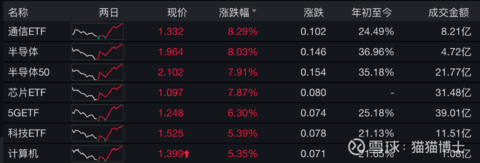 名称 两日 现价 涨跌幅 涨跌 年初至今 成交金额
通信ETF 1.332 8.29% 0.102 24.49% 8.21亿
半导体 1.964 8.03% 0.146 36.96% 4.72亿
半导体50 2.102 7.91% 0.154 35.18% 21.77亿
芯片ETF 1.097 7.87% 0.080 - 31.48亿
5GETF 1.248 6.30% 0.074 25.18% 39.01亿
科技ETF 1.525 5.39% 0.078 21.13% 11.51亿
计算机 1.399↑ 5.35% 0.071
雪球:猫猫博士